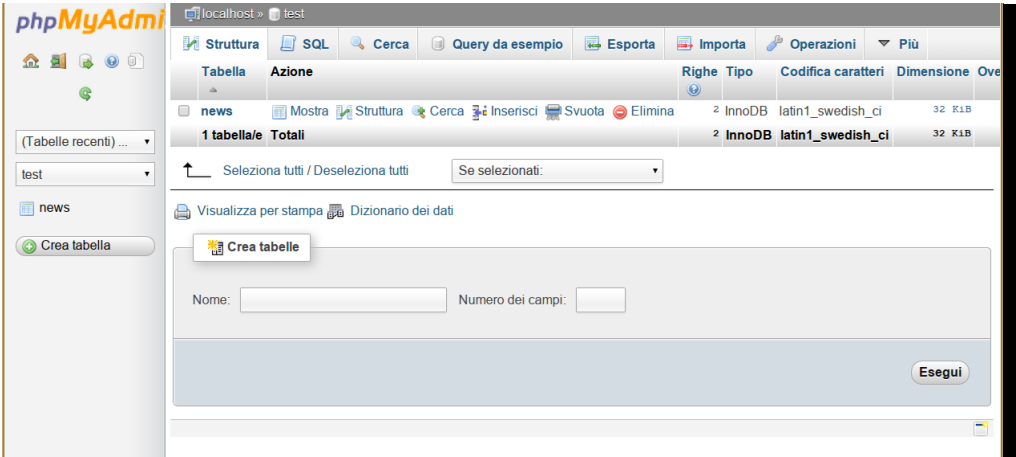 phpMyAdmi
(Tabelle recenti) ...
test
news
Crea tabella
localhost » test
Struttura SQL Cerca Query da esempio Esporta Importa Operazioni Più
Tabella Azione Righe Tipo Codifica caratteri Dimensione Ove
news Mostra Struttura Cerca Inserisci Svuota Elimina 2 InnoDB latin1_swedish_ci 32 KiB
1 tabella/e Totali 2 InnoDB latin1_swedish_ci 32 KiB
Seleziona tutti / Deseleziona tutti Se selezionati:
Visualizza per stampa Dizionario dei dati
Crea tabelle
Nome: Numero dei campi:
Esegui